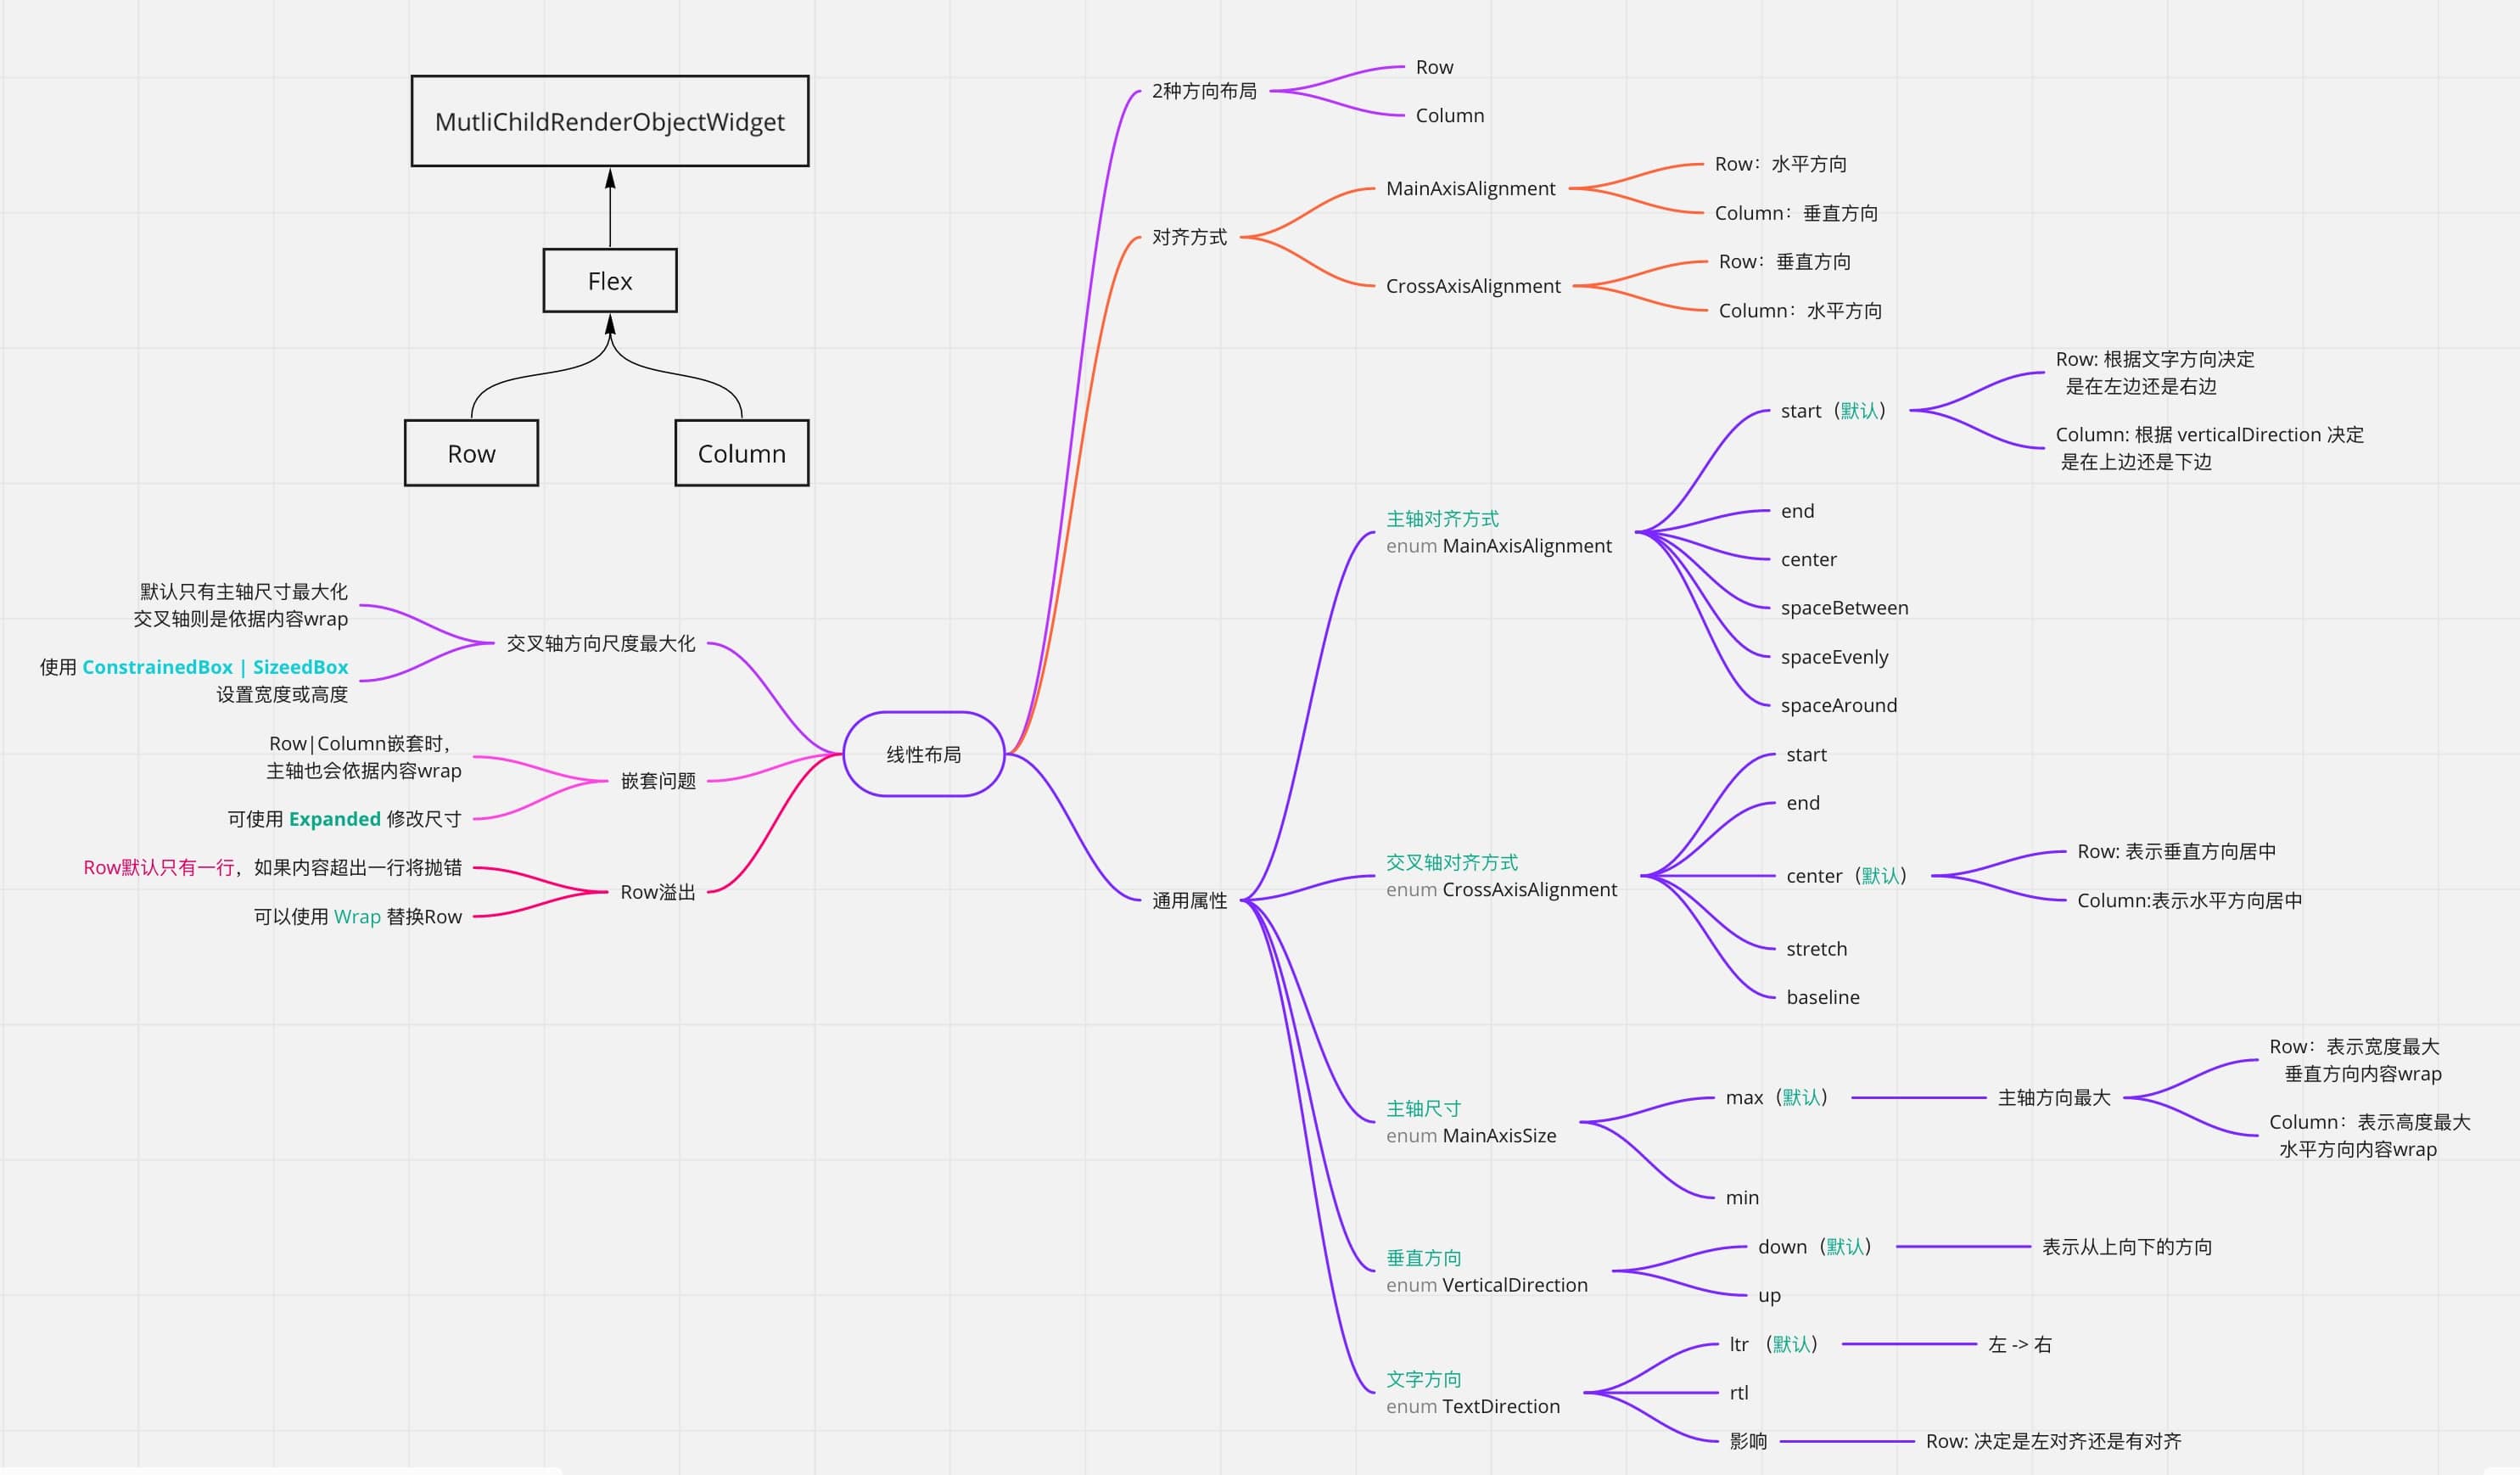 MutliChildRenderObjectWidget
Flex
Row
Column
默认只有主轴尺寸最大化
交叉轴则是依据内容wrap
使用 ConstrainedBox | SizeedBox
设置宽度或高度
交叉轴方向尺度最大化
Row|Column嵌套时，
主轴也会依据内容wrap
可使用 Expanded 修改尺寸
嵌套问题
Row默认只有一行，如果内容超出一行将抛错
可以使用 Wrap 替换Row
Row溢出
线性布局
2种方向布局
Row
Column
对齐方式
MainAxisAlignment
Row：水平方向
Column：垂直方向
CrossAxisAlignment
Row：垂直方向
Column：水平方向
通用属性
主轴对齐方式
enum MainAxisAlignment
start（默认）
Row: 根据文字方向决定
是在左边还是右边
Column: 根据 verticalDirection 决定
是在上边还是下边
end
center
spaceBetween
spaceEvenly
spaceAround
交叉轴对齐方式
enum CrossAxisAlignment
start
end
center（默认）
Row: 表示垂直方向居中
Column:表示水平方向居中
stretch
baseline
主轴尺寸
enum MainAxisSize
max（默认）
主轴方向最大
Row：表示宽度最大
垂直方向内容wrap
Column：表示高度最大
水平方向内容wrap
min
垂直方向
enum VerticalDirection
down（默认）
表示从上向下的方向
up
文字方向
enum TextDirection
ltr （默认）
左 -> 右
rtl
影响
Row: 决定是左对齐还是有对齐